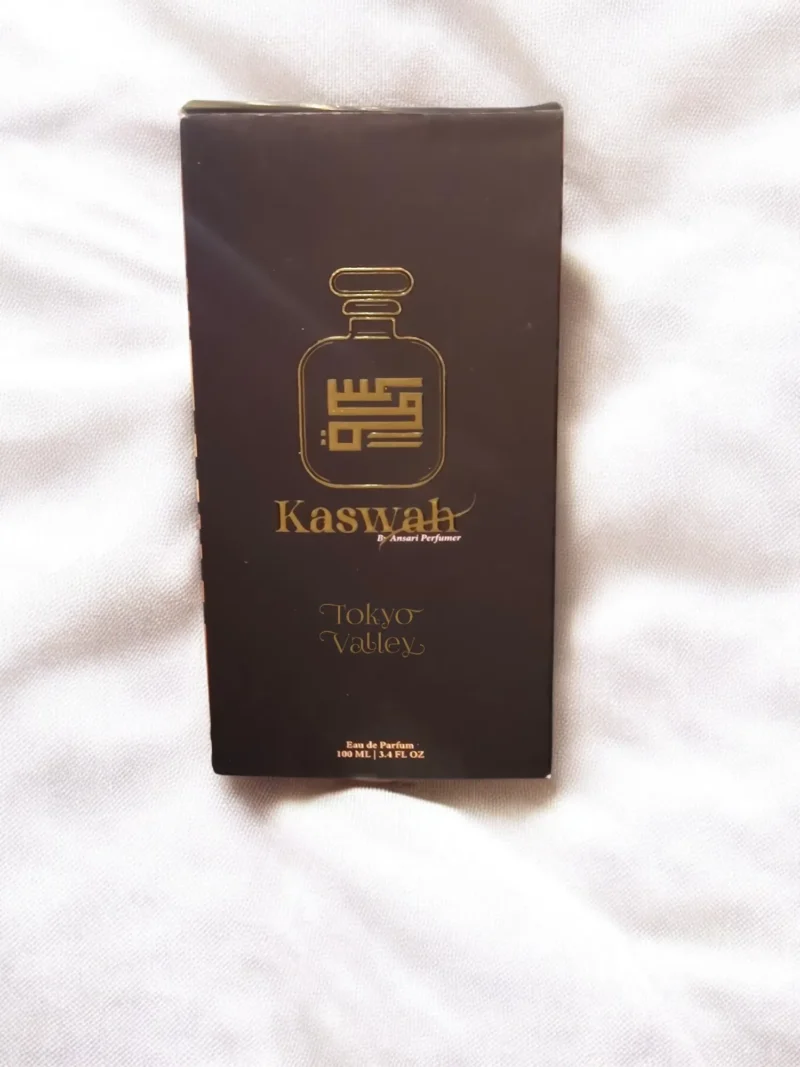 Kaswah
By Ansari Perfumer
Tokyo
Valley
Eau de Parfum
100 ML | 3.4 FL OZ